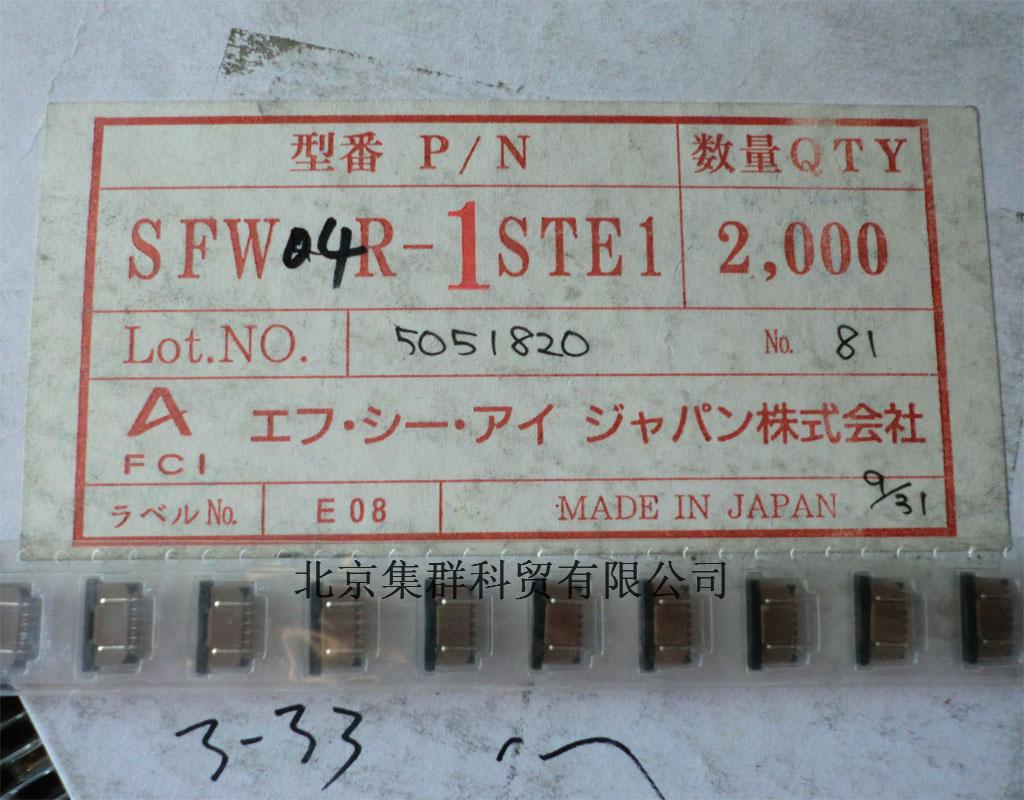 型番 P/N 数量QTY
SFW04R-1STE1 2,000
Lot.NO. 5051820 No. 81
FCI エフ・シー・アイ ジャパン株式会社
ラベルNo. E 08 MADE IN JAPAN 9/31
北京集群科贸有限公司
3-33